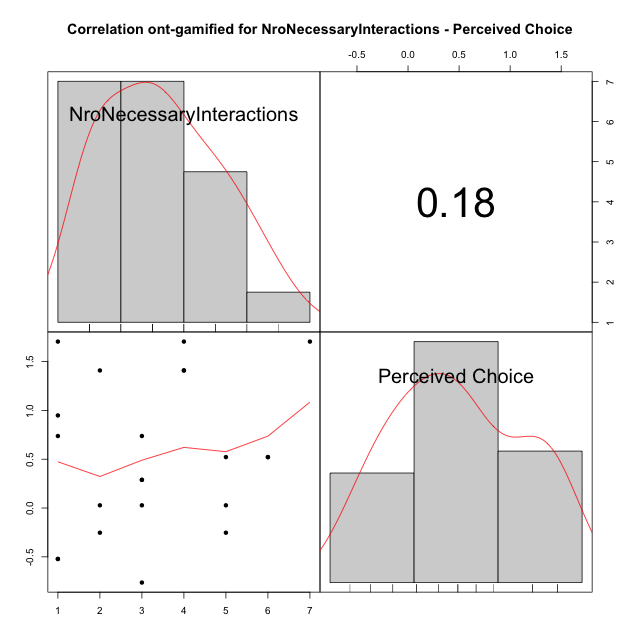 Correlation ont-gamified for NroNecessaryInteractions - Perceived Choice
-0.5 0.0 0.5 1.0 1.5
NroNecessaryInteractions
0.18
7
6
5
4
3
2
1
1.5
1.0
0.5
0.0
-0.5
Perceived Choice
1 2 3 4 5 6 7